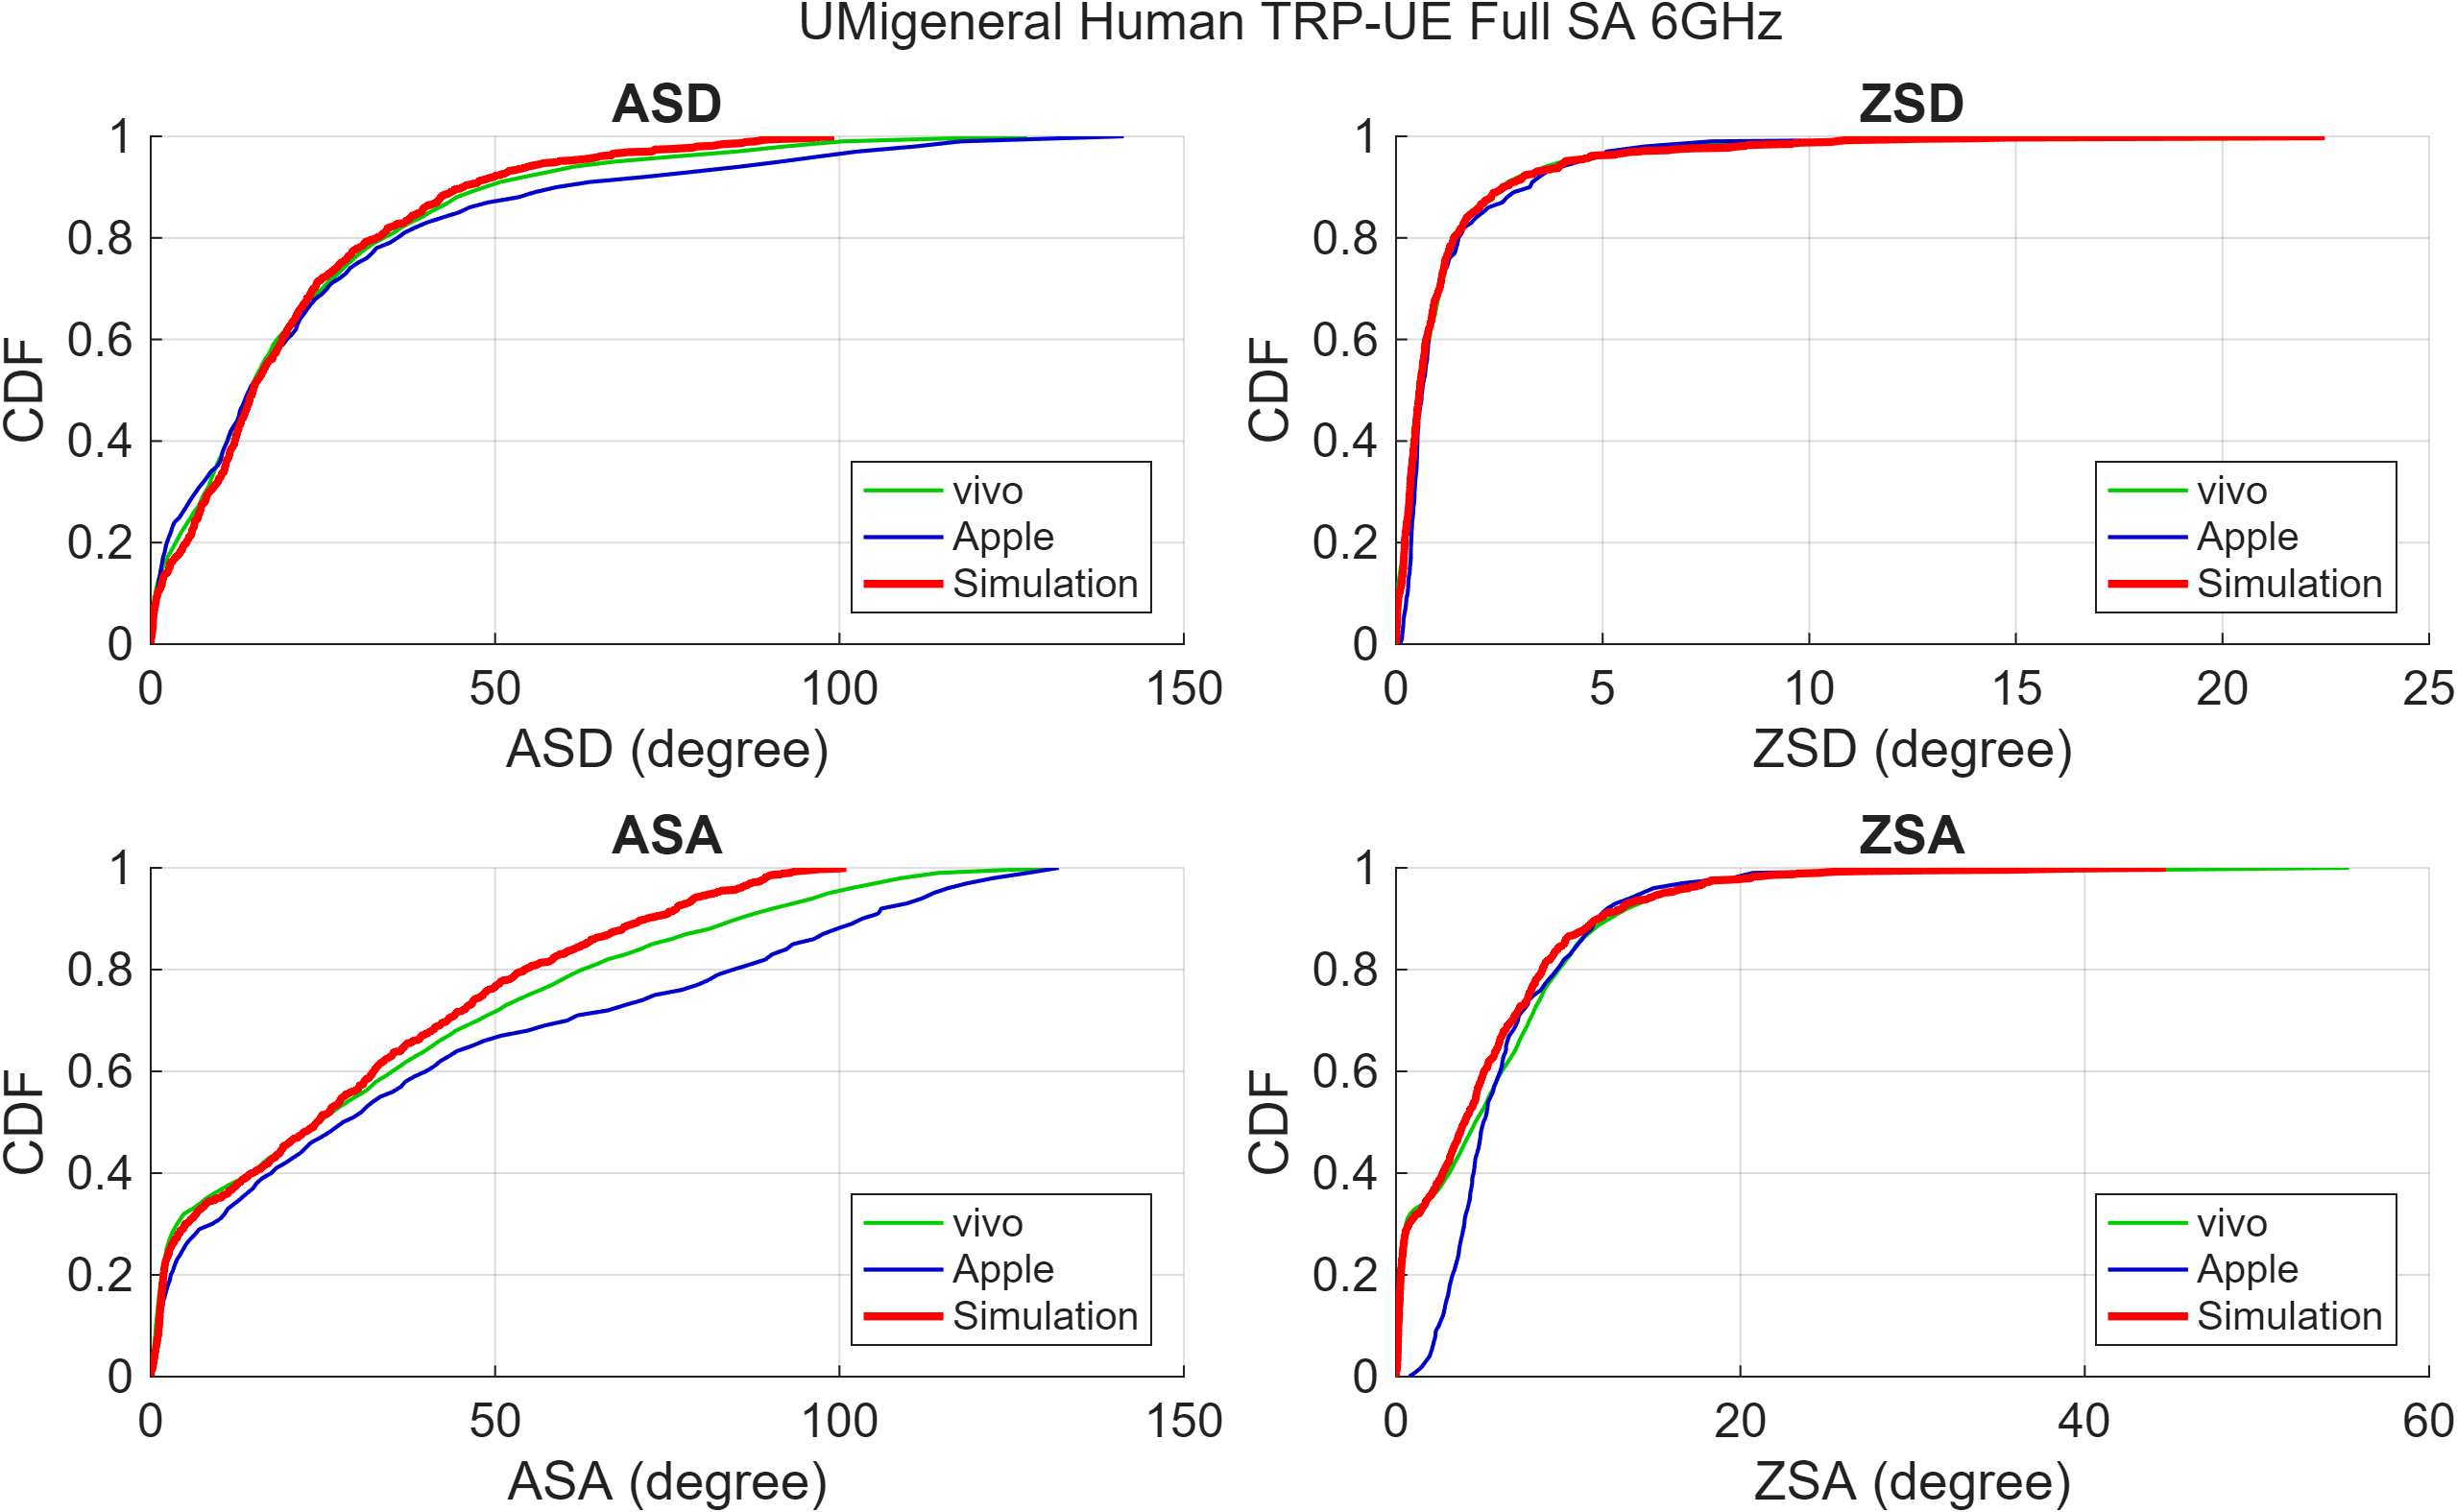 UMigeneral Human TRP-UE Full SA 6GHz
ASD
CDF
1
0.8
0.6
0.4
0.2
0
0 50 100 150
ASD (degree)
vivo
Apple
Simulation
ZSD
CDF
1
0.8
0.6
0.4
0.2
0
0 5 10 15 20 25
ZSD (degree)
vivo
Apple
Simulation
ASA
CDF
1
0.8
0.6
0.4
0.2
0
0 50 100 150
ASA (degree)
vivo
Apple
Simulation
ZSA
CDF
1
0.8
0.6
0.4
0.2
0
0 20 40 60
ZSA (degree)
vivo
Apple
Simulation